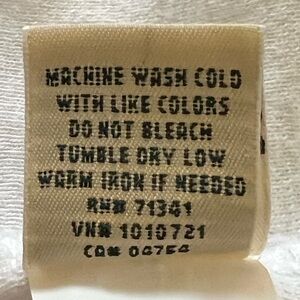 MACHINE WASH COLD
WITH LIKE COLORS
DO NOT BLEACH
TUMBLE DRY LOW
WARM IRON IF NEEDED
RN# 71341
VN# 1010721
CA# 04754